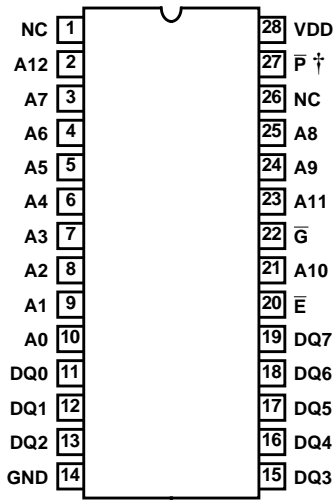 NC 1 28 VDD
A12 2 27 P̅ †
A7 3 26 NC
A6 4 25 A8
A5 5 24 A9
A4 6 23 A11
A3 7 22 G̅
A2 8 21 A10
A1 9 20 E̅
A0 10 19 DQ7
DQ0 11 18 DQ6
DQ1 12 17 DQ5
DQ2 13 16 DQ4
GND 14 15 DQ3